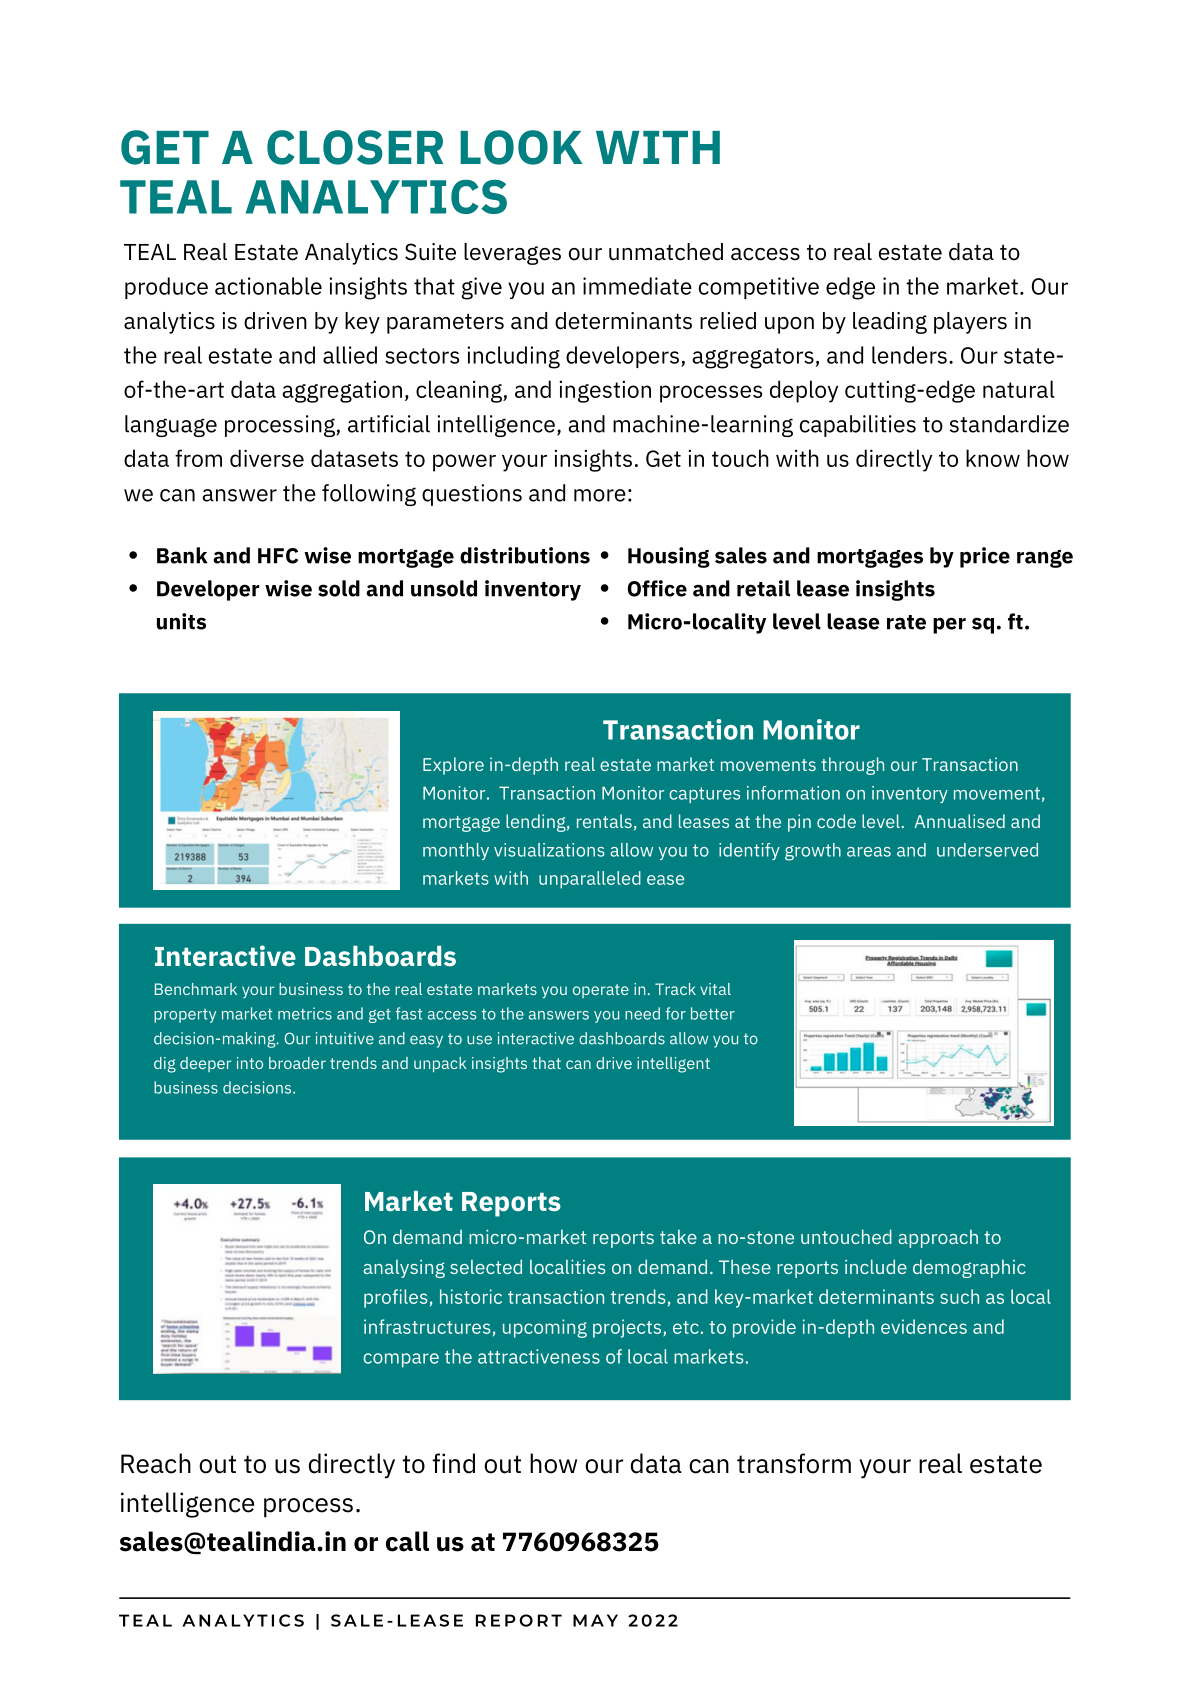 GET A CLOSER LOOK WITH
TEAL ANALYTICS
TEAL Real Estate Analytics Suite leverages our unmatched access to real estate data to
produce actionable insights that give you an immediate competitive edge in the market. Our
analytics is driven by key parameters and determinants relied upon by leading players in
the real estate and allied sectors including developers, aggregators, and lenders. Our state-
of-the-art data aggregation, cleaning, and ingestion processes deploy cutting-edge natural
language processing, artificial intelligence, and machine-learning capabilities to standardize
data from diverse datasets to power your insights. Get in touch with us directly to know how
we can answer the following questions and more:
• Bank and HFC wise mortgage distributions
• Developer wise sold and unsold inventory
units
• Housing sales and mortgages by price range
• Office and retail lease insights
• Micro-locality level lease rate per sq. ft.
Equitable Mortgages in Mumbai and Mumbai Suburban
219388
53
2
394
Transaction Monitor
Explore in-depth real estate market movements through our Transaction
Monitor. Transaction Monitor captures information on inventory movement,
mortgage lending, rentals, and leases at the pin code level. Annualised and
monthly visualizations allow you to identify growth areas and underserved
markets with unparalleled ease
Interactive Dashboards
Benchmark your business to the real estate markets you operate in. Track vital
property market metrics and get fast access to the answers you need for better
decision-making. Our intuitive and easy to use interactive dashboards allow you to
dig deeper into broader trends and unpack insights that can drive intelligent
business decisions.
Property Registration Trends in Delhi
Affordable Housing
505.1
22
137
203,148
2,958,723.11
Property registration Trend (Yearly) (Count)
Property registration trend (Monthly) (Count)
+4.0%
+27.5%
-6.1%
Executive summary
Market Reports
On demand micro-market reports take a no-stone untouched approach to
analysing selected localities on demand. These reports include demographic
profiles, historic transaction trends, and key-market determinants such as local
infrastructures, upcoming projects, etc. to provide in-depth evidences and
compare the attractiveness of local markets.
Reach out to us directly to find out how our data can transform your real estate
intelligence process.
sales@tealindia.in or call us at 7760968325
TEAL ANALYTICS | SALE-LEASE REPORT MAY 2022